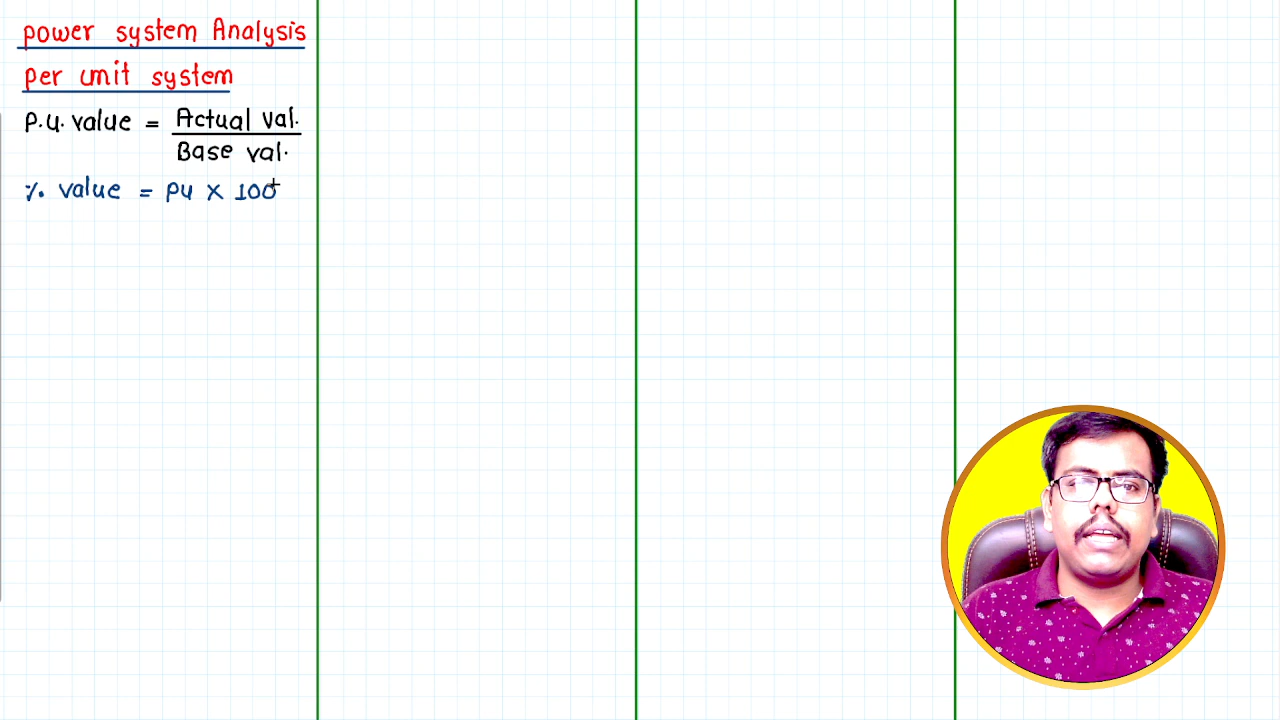 power system Analysis
per unit system
P.U. value = Actual val. / Base val.
% value = PU × 100